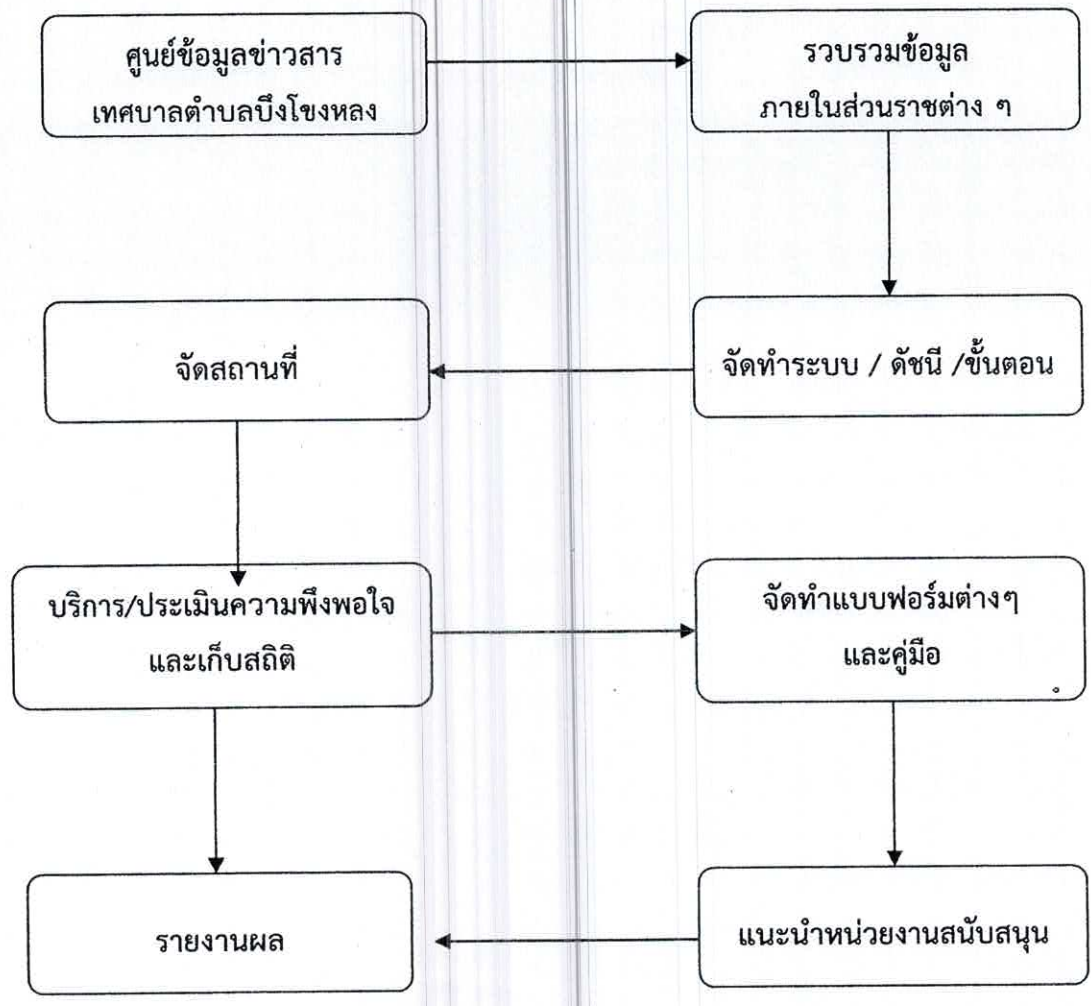 ศูนย์ข้อมูลข่าวสาร
เทศบาลตำบลบึงโขงหลง
รวบรวมข้อมูล
ภายในส่วนราชต่าง ๆ
จัดทำระบบ / ดัชนี /ขั้นตอน
จัดสถานที่
บริการ/ประเมินความพึงพอใจ
และเก็บสถิติ
จัดทำแบบฟอร์มต่างๆ
และคู่มือ
แนะนำหน่วยงานสนับสนุน
รายงานผล